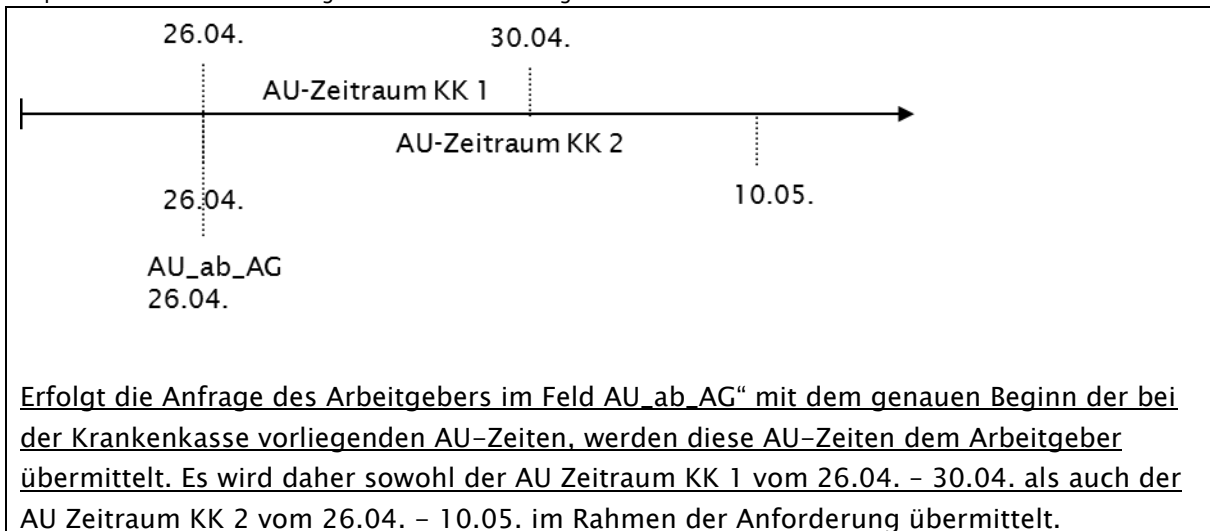 26.04. 30.04.
AU-Zeitraum KK 1
AU-Zeitraum KK 2
26.04. 10.05.
AU_ab_AG
26.04.
Erfolgt die Anfrage des Arbeitgebers im Feld AU_ab_AG“ mit dem genauen Beginn der bei
der Krankenkasse vorliegenden AU-Zeiten, werden diese AU-Zeiten dem Arbeitgeber
übermittelt. Es wird daher sowohl der AU Zeitraum KK 1 vom 26.04. – 30.04. als auch der
AU Zeitraum KK 2 vom 26.04. – 10.05. im Rahmen der Anforderung übermittelt.